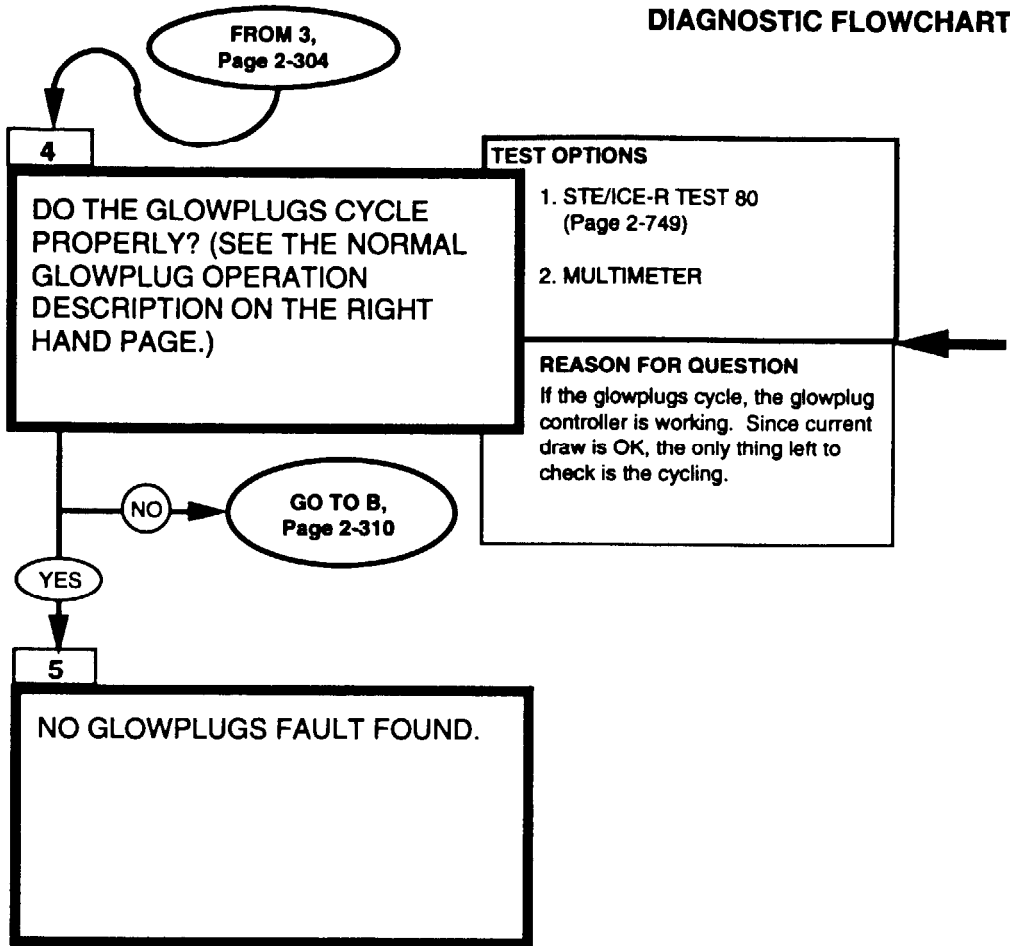 DIAGNOSTIC FLOWCHART
FROM 3,
Page 2-304
4
DO THE GLOWPLUGS CYCLE
PROPERLY? (SEE THE NORMAL
GLOWPLUG OPERATION
DESCRIPTION ON THE RIGHT
HAND PAGE.)
TEST OPTIONS
1. STE/ICE-R TEST 80
(Page 2-749)
2. MULTIMETER
REASON FOR QUESTION
If the glowplugs cycle, the glowplug
controller is working. Since current
draw is OK, the only thing left to
check is the cycling.
NO
GO TO B,
Page 2-310
YES
5
NO GLOWPLUGS FAULT FOUND.